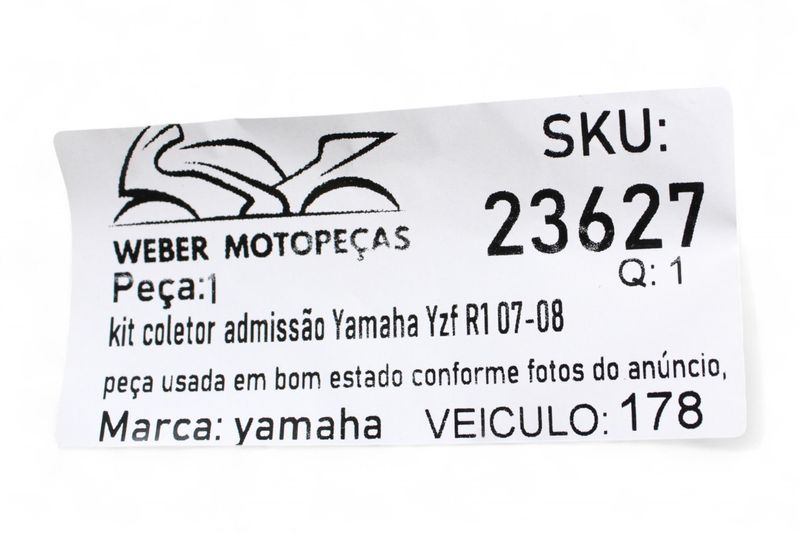 SKU:
23627
WEBER MOTOPEÇAS
Q: 1
Peça:1
kit coletor admissão Yamaha Yzf R1 07-08
peça usada em bom estado conforme fotos do anúncio,
Marca: yamaha VEICULO: 178